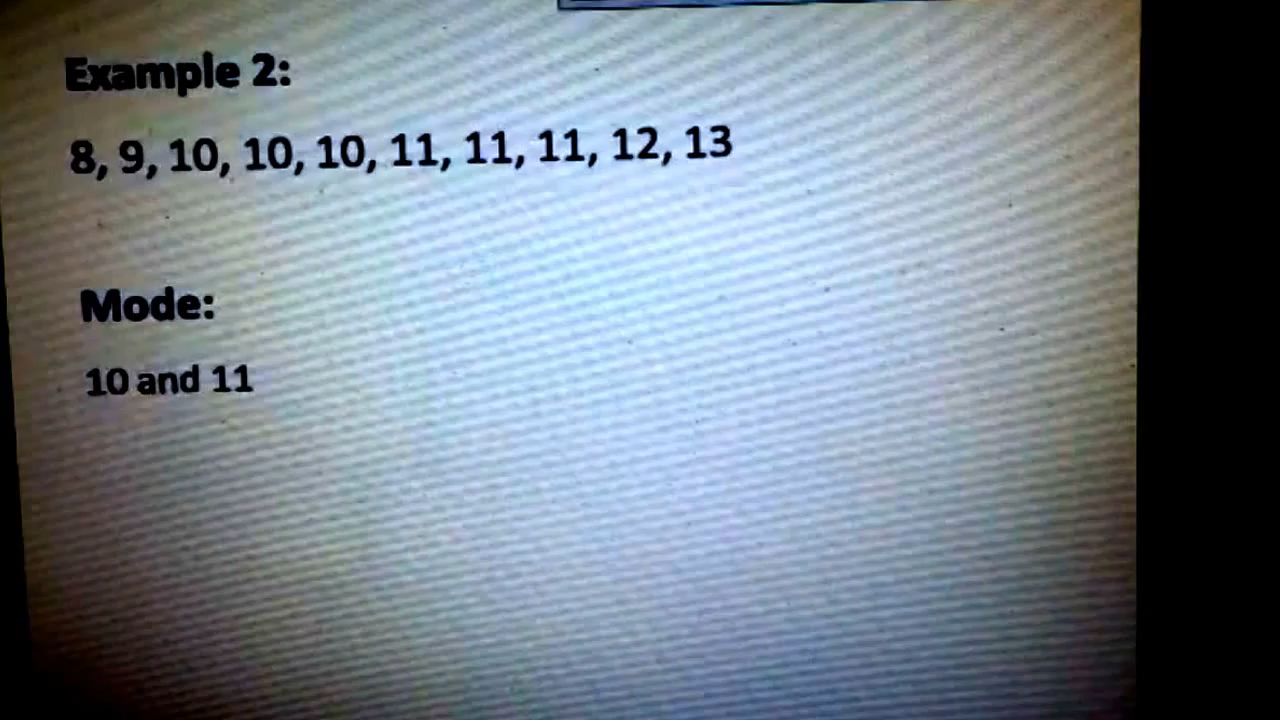 Example 2:
8, 9, 10, 10, 10, 11, 11, 11, 12, 13
Mode:
10 and 11